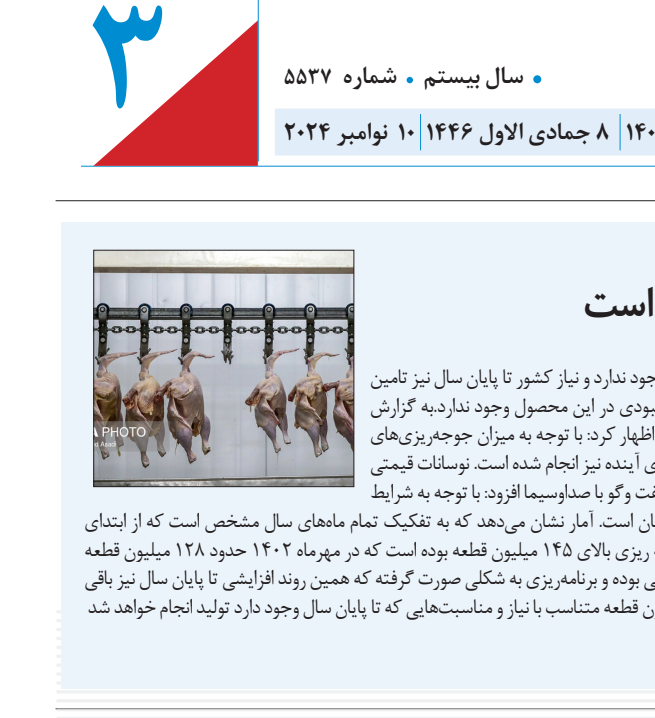 ۳
• سال بیستم • شماره ۵۵۳۷
۸ جمادی الاول ۱۴۴۶ | ۱۰ نوامبر ۲۰۲۴
است
ندارد و نیاز کشور تا پایان سال نیز تامین
در این محصول وجود ندارد.به گزارش
اظهار کرد: با توجه به میزان جوجه‌ریزی‌های
آینده نیز انجام شده است. نوسانات قیمتی
وگو با صداوسیما افزود: با توجه به شرایط
است. آمار نشان می‌دهد که به تفکیک تمام ماه‌های سال مشخص است که از ابتدای
ریزی بالای ۱۴۵ میلیون قطعه بوده است که در مهرماه ۱۴۰۲ حدود ۱۲۸ میلیون قطعه
بوده و برنامه‌ریزی به شکلی صورت گرفته که همین روند افزایشی تا پایان سال نیز باقی
قطعه متناسب با نیاز و مناسبت‌هایی که تا پایان سال وجود دارد تولید انجام خواهد شد
PHOTO
Asadi